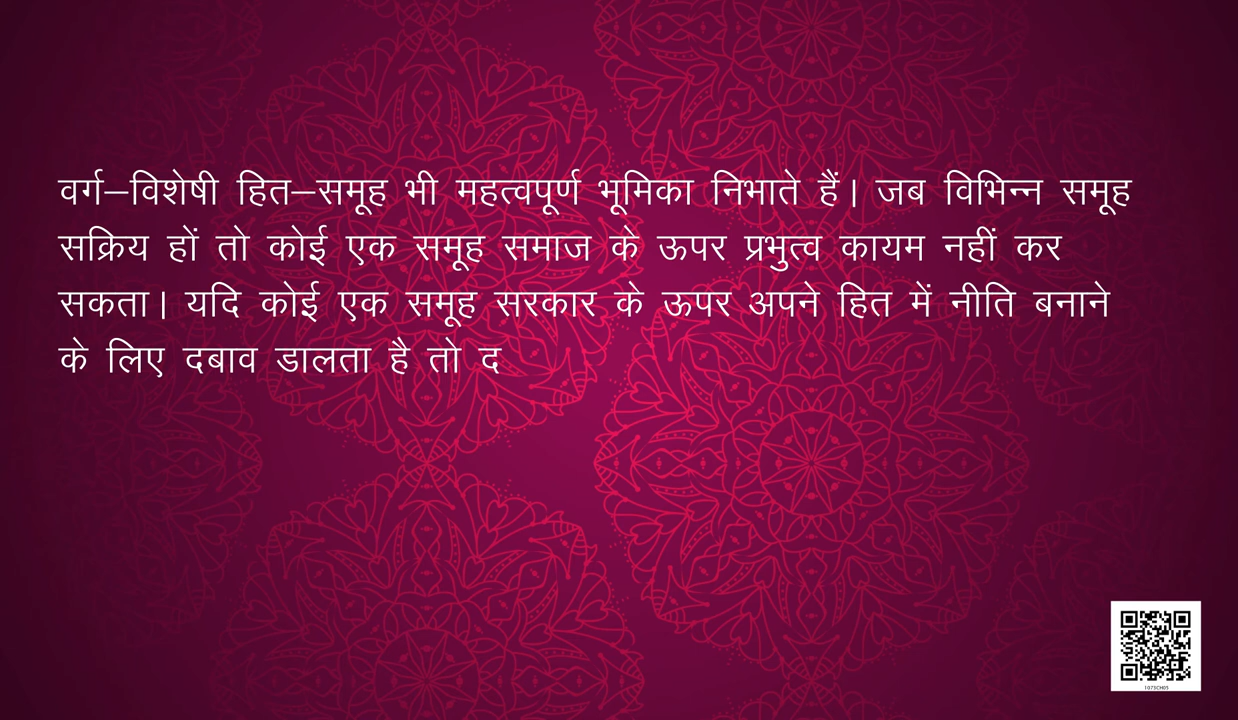 वर्ग–विशेषी हित–समूह भी महत्वपूर्ण भूमिका निभाते हैं। जब विभिन्न समूह
सक्रिय हों तो कोई एक समूह समाज के ऊपर प्रभुत्व कायम नहीं कर
सकता। यदि कोई एक समूह सरकार के ऊपर अपने हित में नीति बनाने
के लिए दबाव डालता है तो द
1073CH05